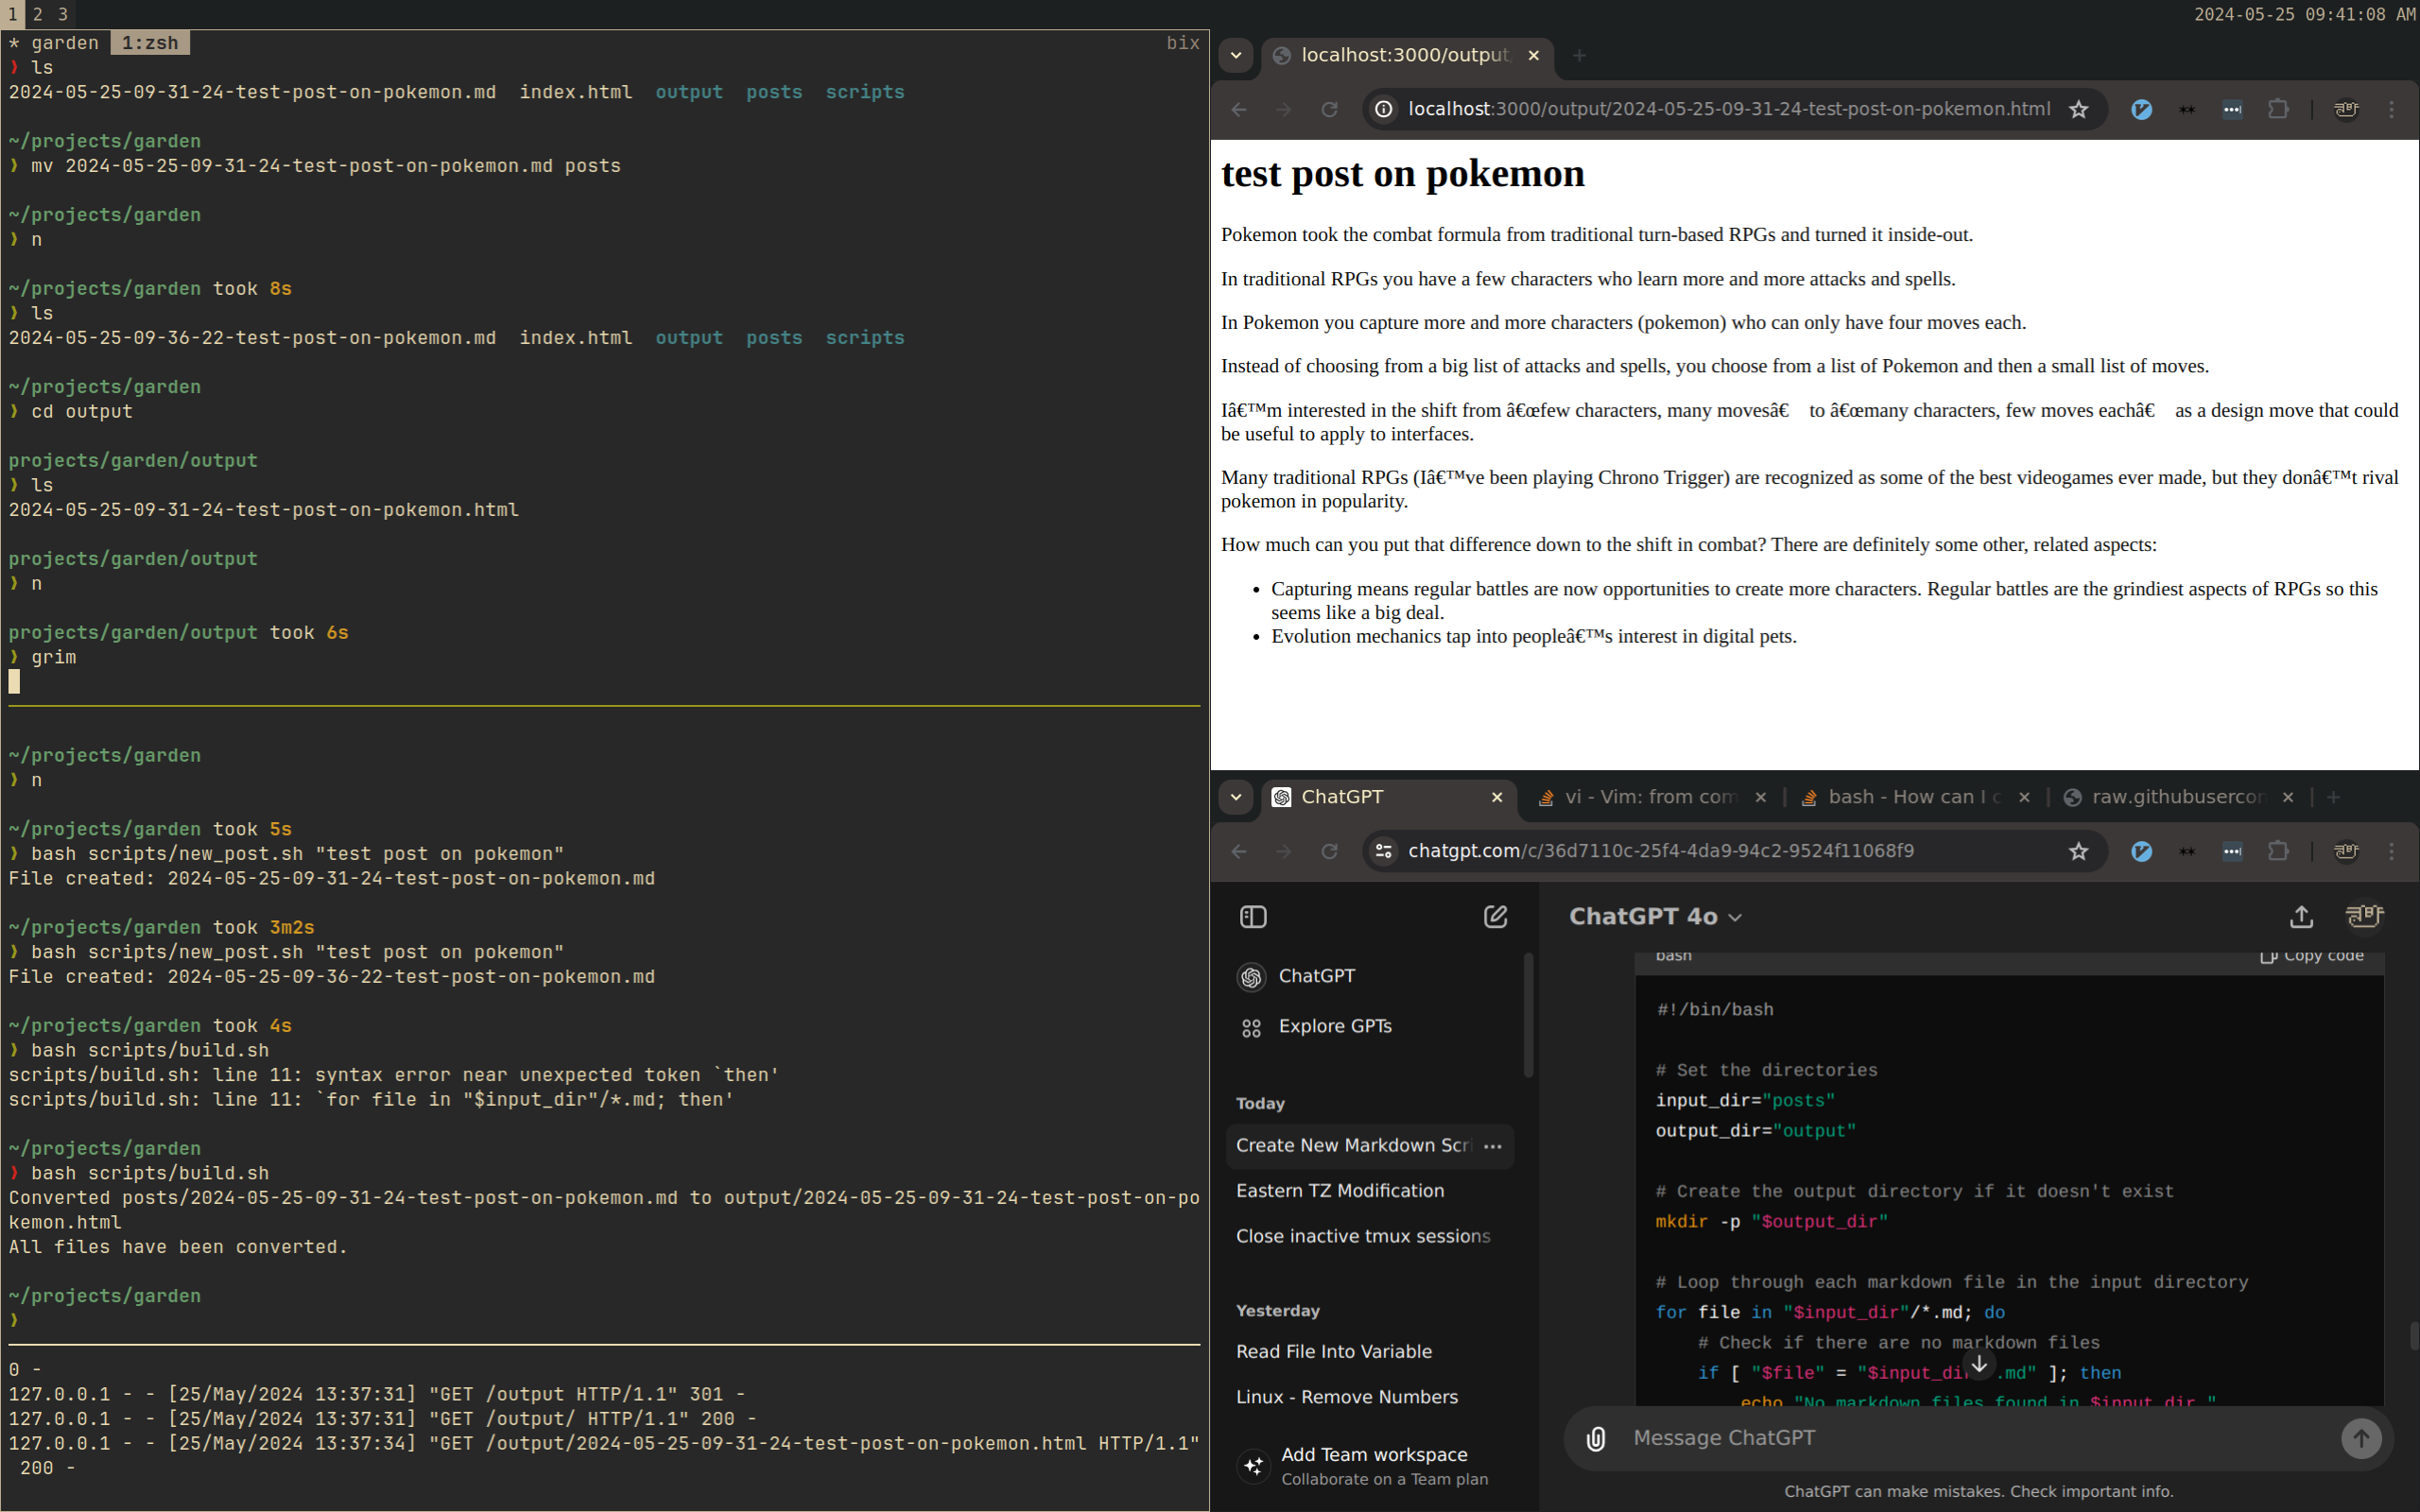 1 2 3
2024-05-25 09:41:08 AM
* garden 1:zsh bix
❯ ls
2024-05-25-09-31-24-test-post-on-pokemon.md index.html output posts scripts
~/projects/garden
❯ mv 2024-05-25-09-31-24-test-post-on-pokemon.md posts
~/projects/garden
❯ n
~/projects/garden took 8s
❯ ls
2024-05-25-09-36-22-test-post-on-pokemon.md index.html output posts scripts
~/projects/garden
❯ cd output
projects/garden/output
❯ ls
2024-05-25-09-31-24-test-post-on-pokemon.html
projects/garden/output
❯ n
projects/garden/output took 6s
❯ grim
~/projects/garden
❯ n
~/projects/garden took 5s
❯ bash scripts/new_post.sh "test post on pokemon"
File created: 2024-05-25-09-31-24-test-post-on-pokemon.md
~/projects/garden took 3m2s
❯ bash scripts/new_post.sh "test post on pokemon"
File created: 2024-05-25-09-36-22-test-post-on-pokemon.md
~/projects/garden took 4s
❯ bash scripts/build.sh
scripts/build.sh: line 11: syntax error near unexpected token `then'
scripts/build.sh: line 11: `for file in "$input_dir"/*.md; then'
~/projects/garden
❯ bash scripts/build.sh
Converted posts/2024-05-25-09-31-24-test-post-on-pokemon.md to output/2024-05-25-09-31-24-test-post-on-po
kemon.html
All files have been converted.
~/projects/garden
❯
0 -
127.0.0.1 - - [25/May/2024 13:37:31] "GET /output HTTP/1.1" 301 -
127.0.0.1 - - [25/May/2024 13:37:31] "GET /output/ HTTP/1.1" 200 -
127.0.0.1 - - [25/May/2024 13:37:34] "GET /output/2024-05-25-09-31-24-test-post-on-pokemon.html HTTP/1.1"
200 -
localhost:3000/output
localhost:3000/output/2024-05-25-09-31-24-test-post-on-pokemon.html
test post on pokemon
Pokemon took the combat formula from traditional turn-based RPGs and turned it inside-out.
In traditional RPGs you have a few characters who learn more and more attacks and spells.
In Pokemon you capture more and more characters (pokemon) who can only have four moves each.
Instead of choosing from a big list of attacks and spells, you choose from a list of Pokemon and then a small list of moves.
Iâ€™m interested in the shift from â€œfew characters, many movesâ€ to â€œmany characters, few moves eachâ€ as a design move that could
be useful to apply to interfaces.
Many traditional RPGs (Iâ€™ve been playing Chrono Trigger) are recognized as some of the best videogames ever made, but they donâ€™t rival
pokemon in popularity.
How much can you put that difference down to the shift in combat? There are definitely some other, related aspects:
• Capturing means regular battles are now opportunities to create more characters. Regular battles are the grindiest aspects of RPGs so this
seems like a big deal.
• Evolution mechanics tap into peopleâ€™s interest in digital pets.
ChatGPT vi - Vim: from com bash - How can I c raw.githubusercon
chatgpt.com/c/36d7110c-25f4-4da9-94c2-9524f11068f9
ChatGPT
Explore GPTs
Today
Create New Markdown Scri
Eastern TZ Modification
Close inactive tmux sessions
Yesterday
Read File Into Variable
Linux - Remove Numbers
Add Team workspace
Collaborate on a Team plan
ChatGPT 4o
bash Copy code
#!/bin/bash
# Set the directories
input_dir="posts"
output_dir="output"
# Create the output directory if it doesn't exist
mkdir -p "$output_dir"
# Loop through each markdown file in the input directory
for file in "$input_dir"/*.md; do
# Check if there are no markdown files
if [ "$file" = "$input_di .md" ]; then
echo "No markdown files found in $input_dir."
Message ChatGPT
ChatGPT can make mistakes. Check important info.